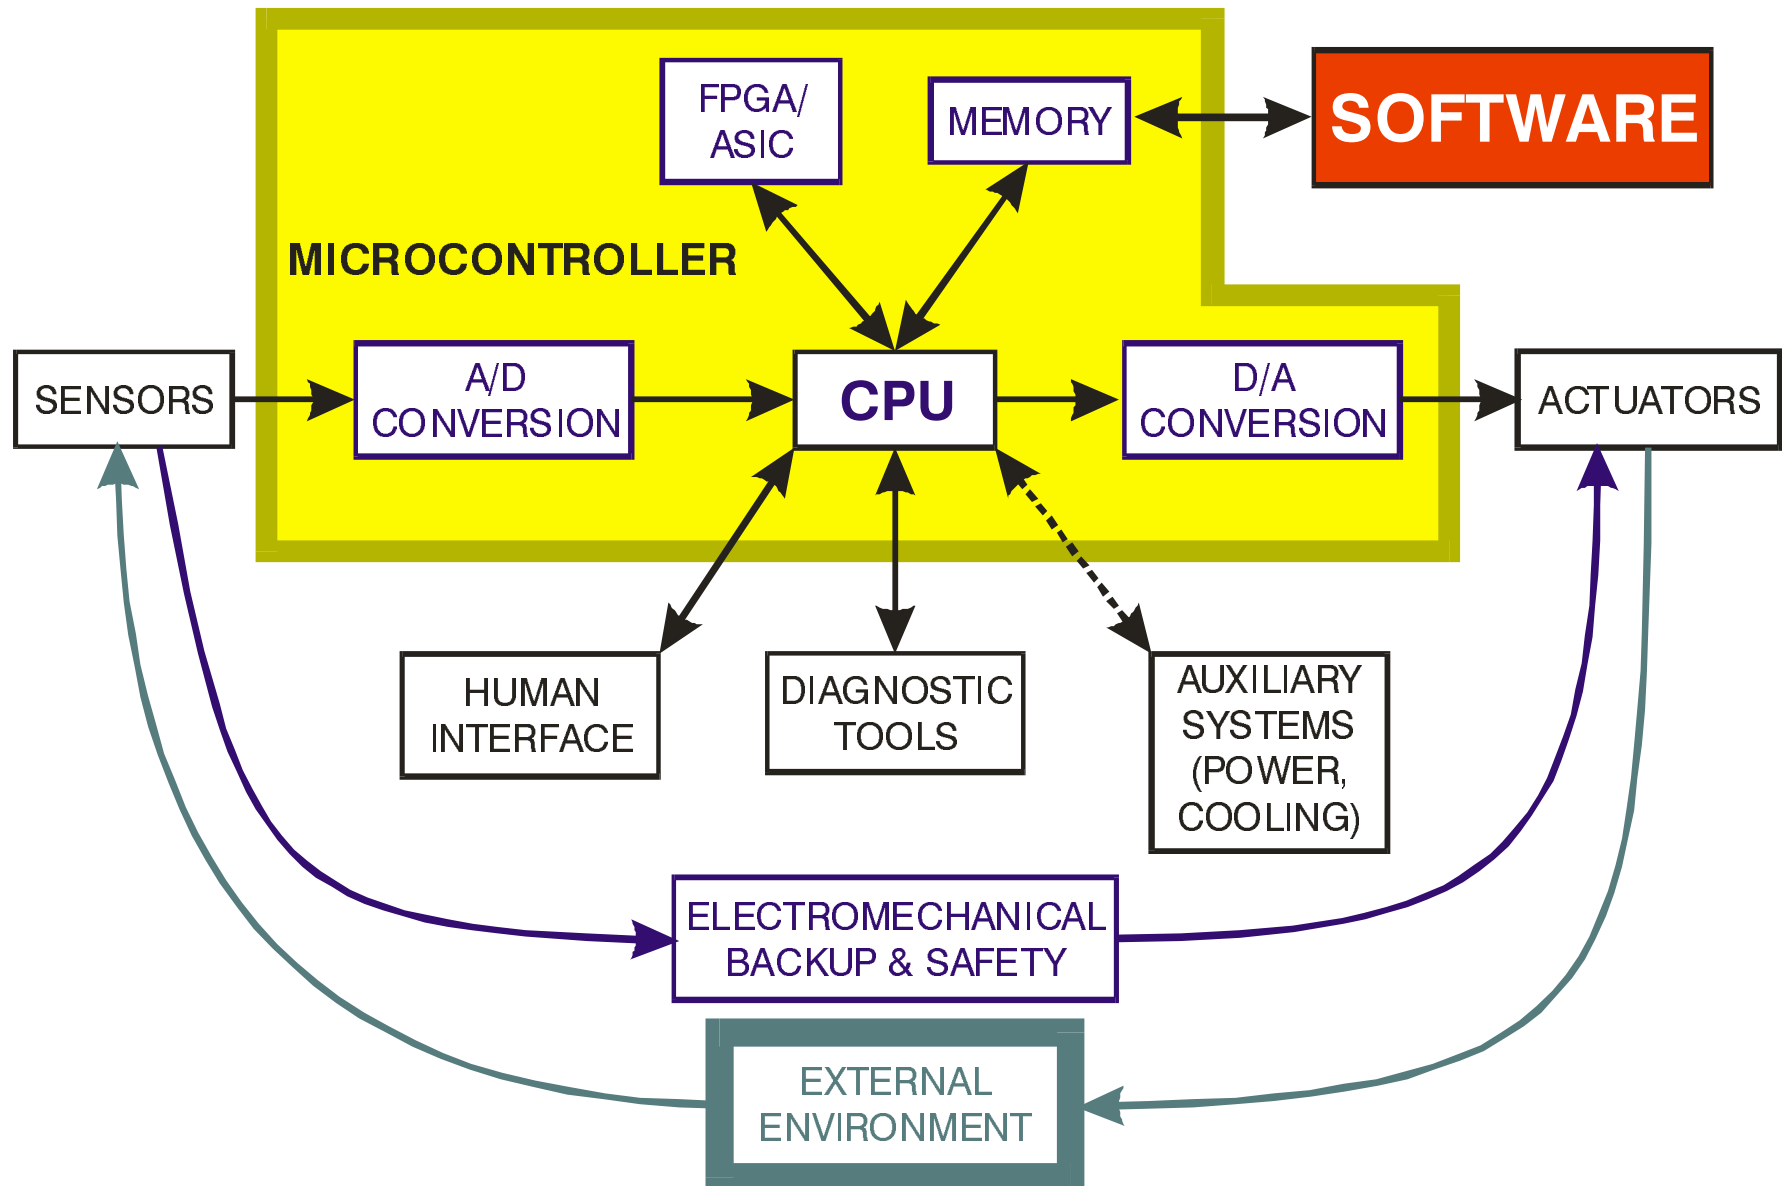 FPGA/
ASIC
MEMORY
SOFTWARE
MICROCONTROLLER
SENSORS
A/D
CONVERSION
CPU
D/A
CONVERSION
ACTUATORS
HUMAN
INTERFACE
DIAGNOSTIC
TOOLS
AUXILIARY
SYSTEMS
(POWER,
COOLING)
ELECTROMECHANICAL
BACKUP & SAFETY
EXTERNAL
ENVIRONMENT